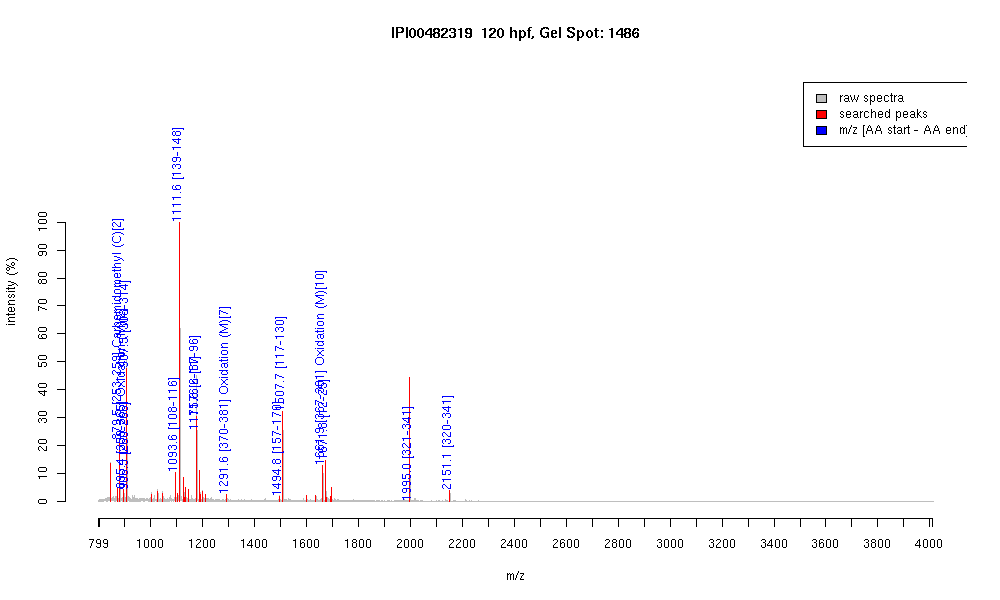 IPI00482319 120 hpf, Gel Spot: 1486
raw spectra
searched peaks
m/z [AA start - AA end]
intensity (%)
0
10
20
30
40
50
60
70
80
90
100
1093.6 [108-116]
1111.6 [139-148]
1291.6 [370-381] Oxidation (M)[7]
1494.8 [157-170]
1507.7 [117-130]
1995.0 [321-341]
2151.1 [320-341]
799 1000 1200 1400 1600 1800 2000 2200 2400 2600 2800 3000 3200 3400 3600 3800 4000
m/z